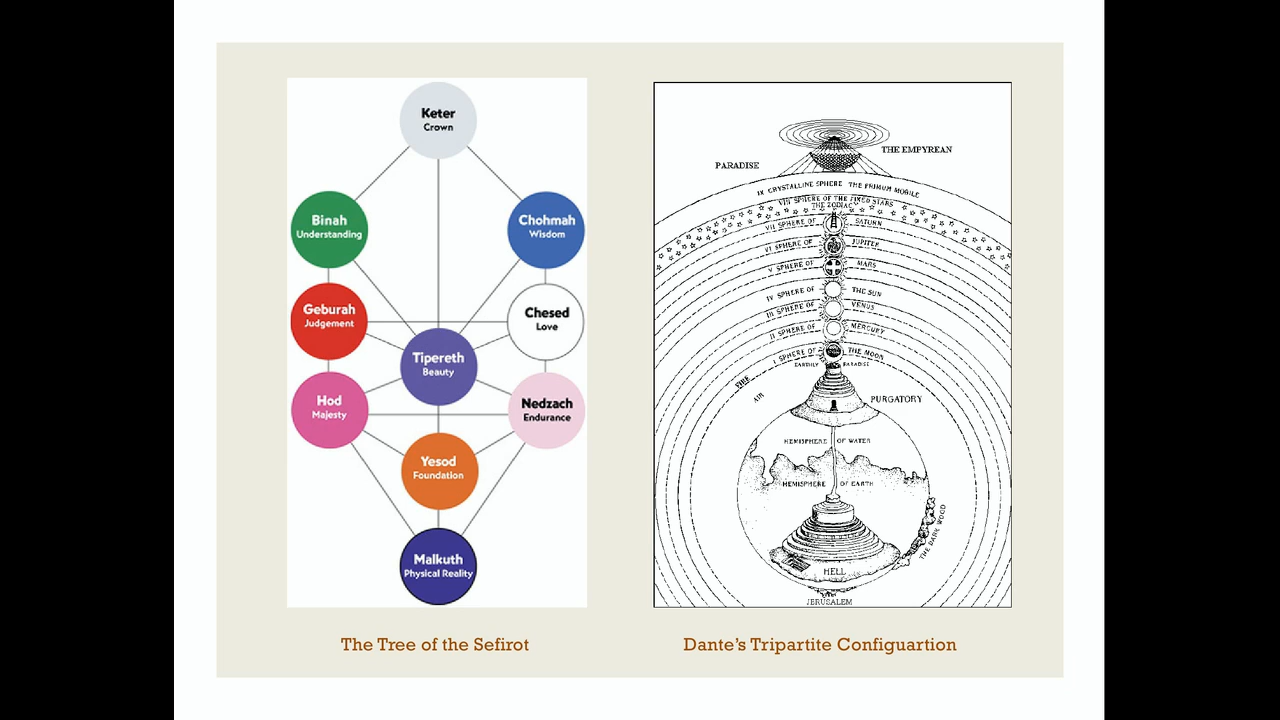 Keter
Crown
Binah
Understanding
Chohmah
Wisdom
Geburah
Judgement
Chesed
Love
Tipereth
Beauty
Hod
Majesty
Nedzach
Endurance
Yesod
Foundation
Malkuth
Physical Reality
The Tree of the Sefirot
THE EMPYREAN
PARADISE
IX CRYSTALLINE SPHERE THE PRIMUM MOBILE
VIII SPHERE OF THE FIXED STARS
THE ZODIAC
VII SPHERE OF SATURN
VI SPHERE OF JUPITER
V SPHERE OF MARS
IV SPHERE OF THE SUN
III SPHERE OF VENUS
II SPHERE OF MERCURY
I SPHERE OF THE MOON
EARTHLY PARADISE
FIRE
AIR
PURGATORY
HEMISPHERE OF WATER
HEMISPHERE OF EARTH
THE DARK WOOD
HELL
JERUSALEM
Dante's Tripartite Configuartion